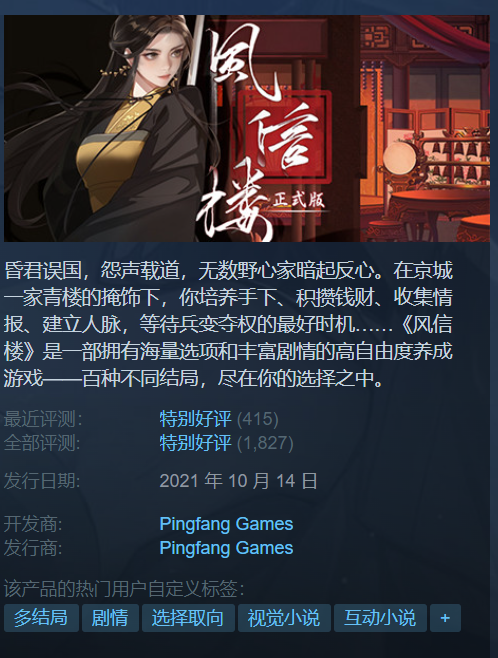 風信楼
正式版
昏君误国，怨声载道，无数野心家暗起反心。在京城
一家青楼的掩饰下，你培养手下、积攒钱财、收集情
报、建立人脉，等待兵变夺权的最好时机……《风信
楼》是一部拥有海量选项和丰富剧情的高自由度养成
游戏——百种不同结局，尽在你的选择之中。
最近评测： 特别好评 (415)
全部评测： 特别好评 (1,827)
发行日期： 2021 年 10 月 14 日
开发商: Pingfang Games
发行商: Pingfang Games
该产品的热门用户自定义标签：
多结局 剧情 选择取向 视觉小说 互动小说 +